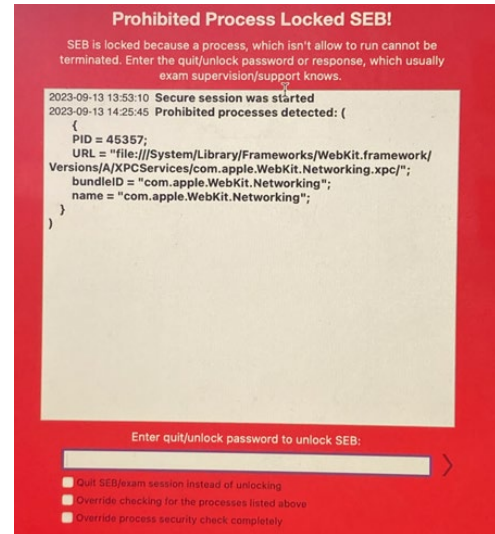 Prohibited Process Locked SEB!
SEB is locked because a process, which isn't allow to run cannot be
terminated. Enter the quit/unlock password or response, which usually
exam supervision/support knows.
2023-09-13 13:53:10 Secure session was started
2023-09-13 14:25:45 Prohibited processes detected: (
{
PID = 45357;
URL = "file:///System/Library/Frameworks/WebKit.framework/
Versions/A/XPCServices/com.apple.WebKit.Networking.xpc/";
bundleID = "com.apple.WebKit.Networking";
name = "com.apple.WebKit.Networking";
}
)
Enter quit/unlock password to unlock SEB:
Quit SEB/exam session instead of unlocking
Override checking for the processes listed above
Override process security check completely